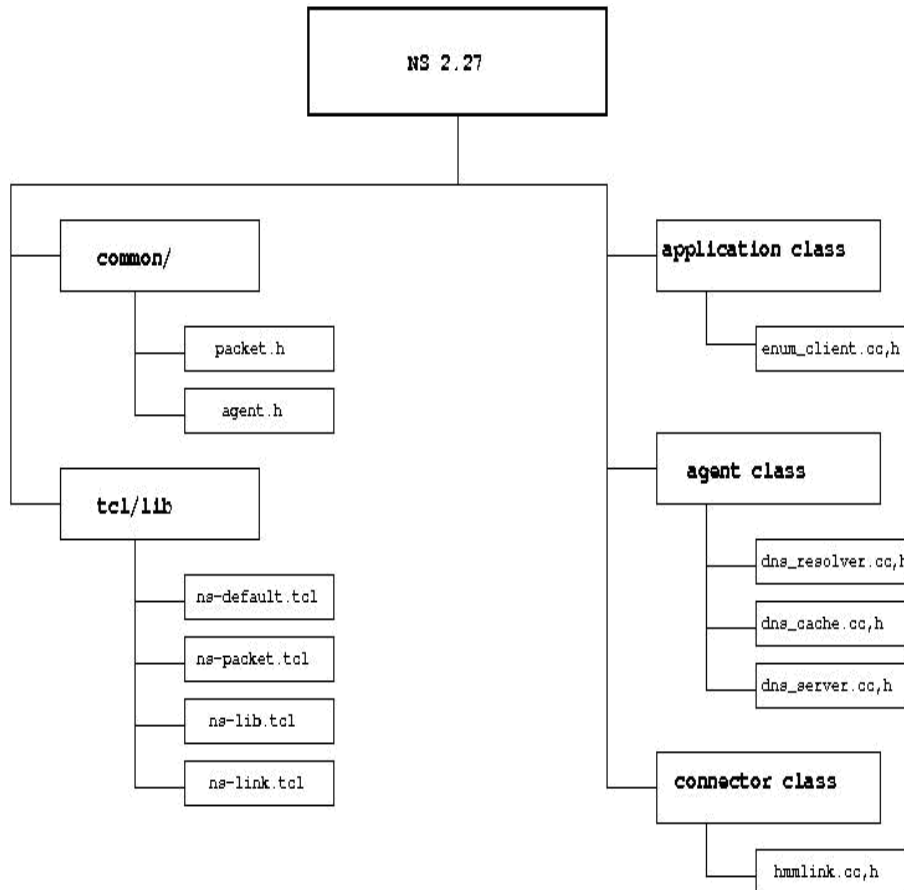 NS 2.27
common/
packet.h
agent.h
tcl/lib
ns-default.tcl
ns-packet.tcl
ns-lib.tcl
ns-link.tcl
application class
enum_client.cc,h
agent class
dns_resolver.cc,h
dns_cache.cc,h
dns_server.cc,h
connector class
hmmlink.cc,h